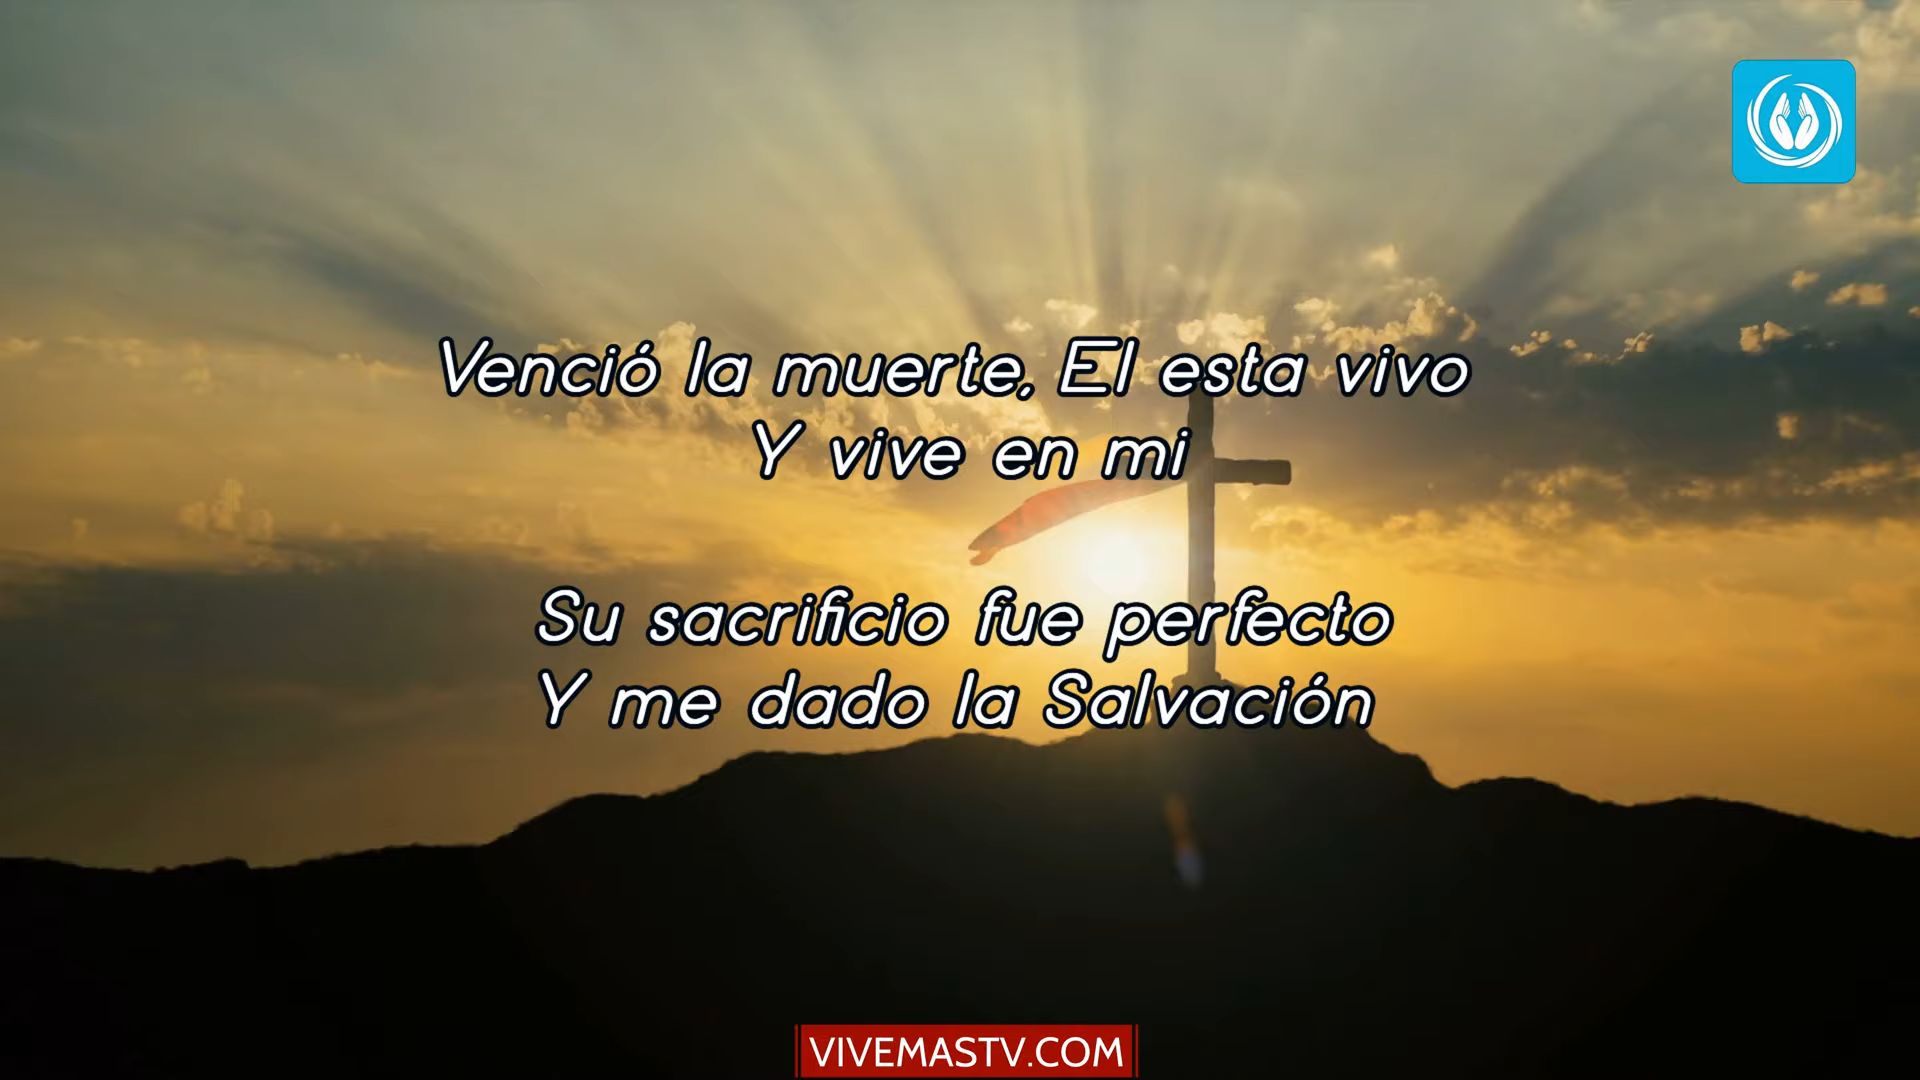 Venció la muerte, El esta vivo
Y vive en mi
Su sacrificio fue perfecto
Y me dado la Salvación
VIVEMASTV.COM